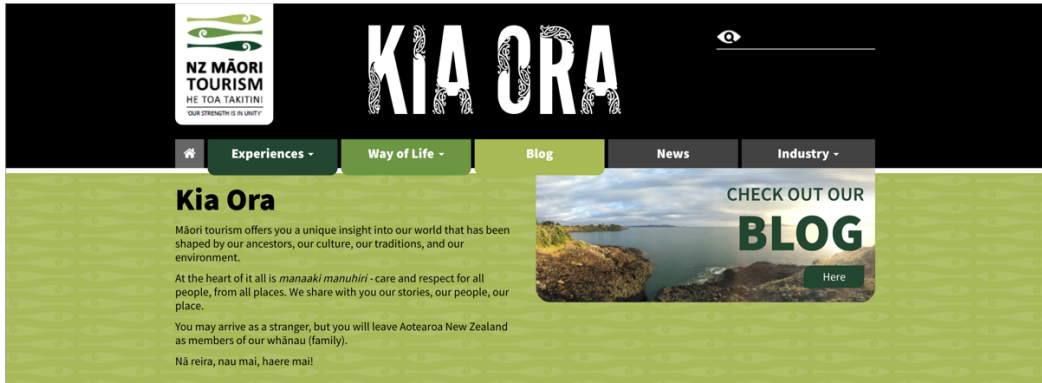 NZ MĀORI
TOURISM
HE TOA TAKITINI
'OUR STRENGTH IS IN UNITY'
KIA ORA
Experiences
Way of Life
Blog
News
Industry
Kia Ora
Māori tourism offers you a unique insight into our world that has been
shaped by our ancestors, our culture, our traditions, and our
environment.
At the heart of it all is manaaki manuhiri - care and respect for all
people, from all places. We share with you our stories, our people, our
place.
You may arrive as a stranger, but you will leave Aotearoa New Zealand
as members of our whānau (family).
Nā reira, nau mai, haere mai!
CHECK OUT OUR
BLOG
Here